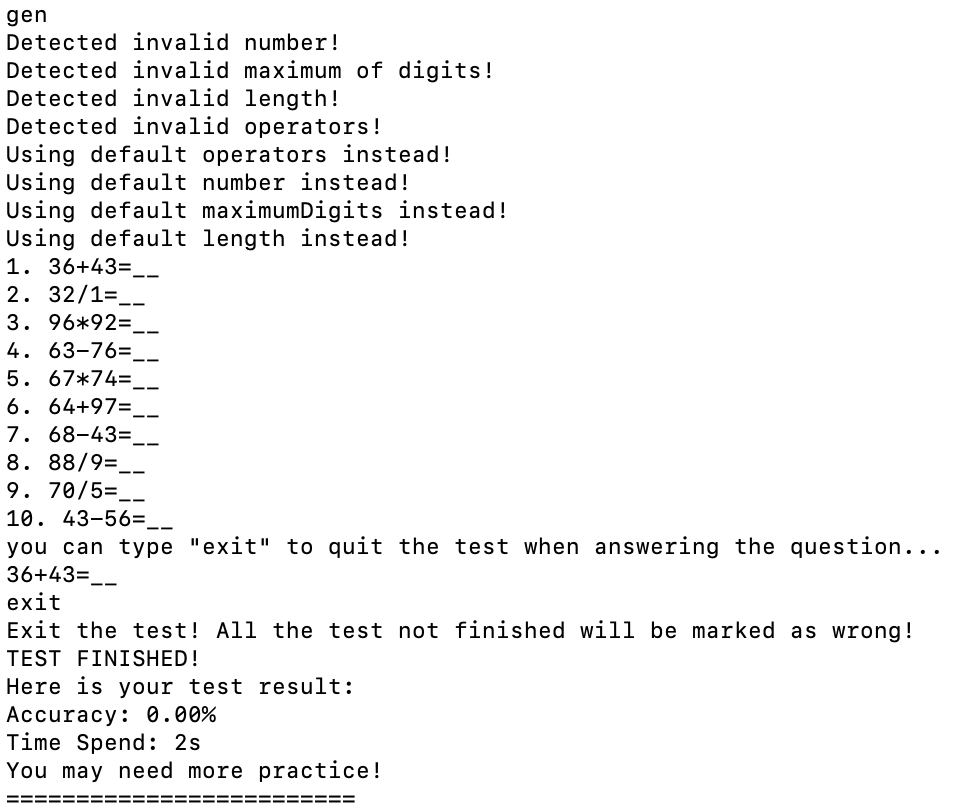 gen
Detected invalid number!
Detected invalid maximum of digits!
Detected invalid length!
Detected invalid operators!
Using default operators instead!
Using default number instead!
Using default maximumDigits instead!
Using default length instead!
1. 36+43=__
2. 32/1=__
3. 96*92=__
4. 63-76=__
5. 67*74=__
6. 64+97=__
7. 68-43=__
8. 88/9=__
9. 70/5=__
10. 43-56=__
you can type "exit" to quit the test when answering the question...
36+43=__
exit
Exit the test! All the test not finished will be marked as wrong!
TEST FINISHED!
Here is your test result:
Accuracy: 0.00%
Time Spend: 2s
You may need more practice!
=========================